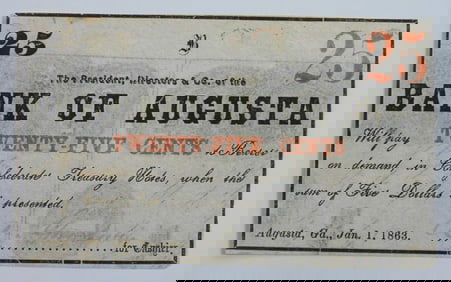 25 B 25
The President, Directors & Co. of the
BANK OF AUGUSTA
TWENTY-FIVE CENTS
Will pay
to Bearer
on demand in Confederate Treasury Notes, when the
sum of Five Dollars
presented.
Augusta, Ga., Jan. 1, 1863.
for Cashier.